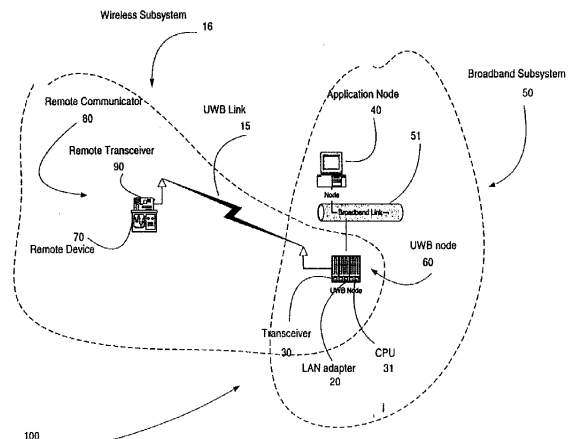 Wireless Subsystem
16
Broadband Subsystem
50
Remote Communicator
80
UWB Link
15
Application Node
40
51
Remote Transceiver
90
Node
Broadband Link
70
Remote Device
UWB node
60
UWB Node
Transceiver
30
LAN adapter
20
CPU
31
100